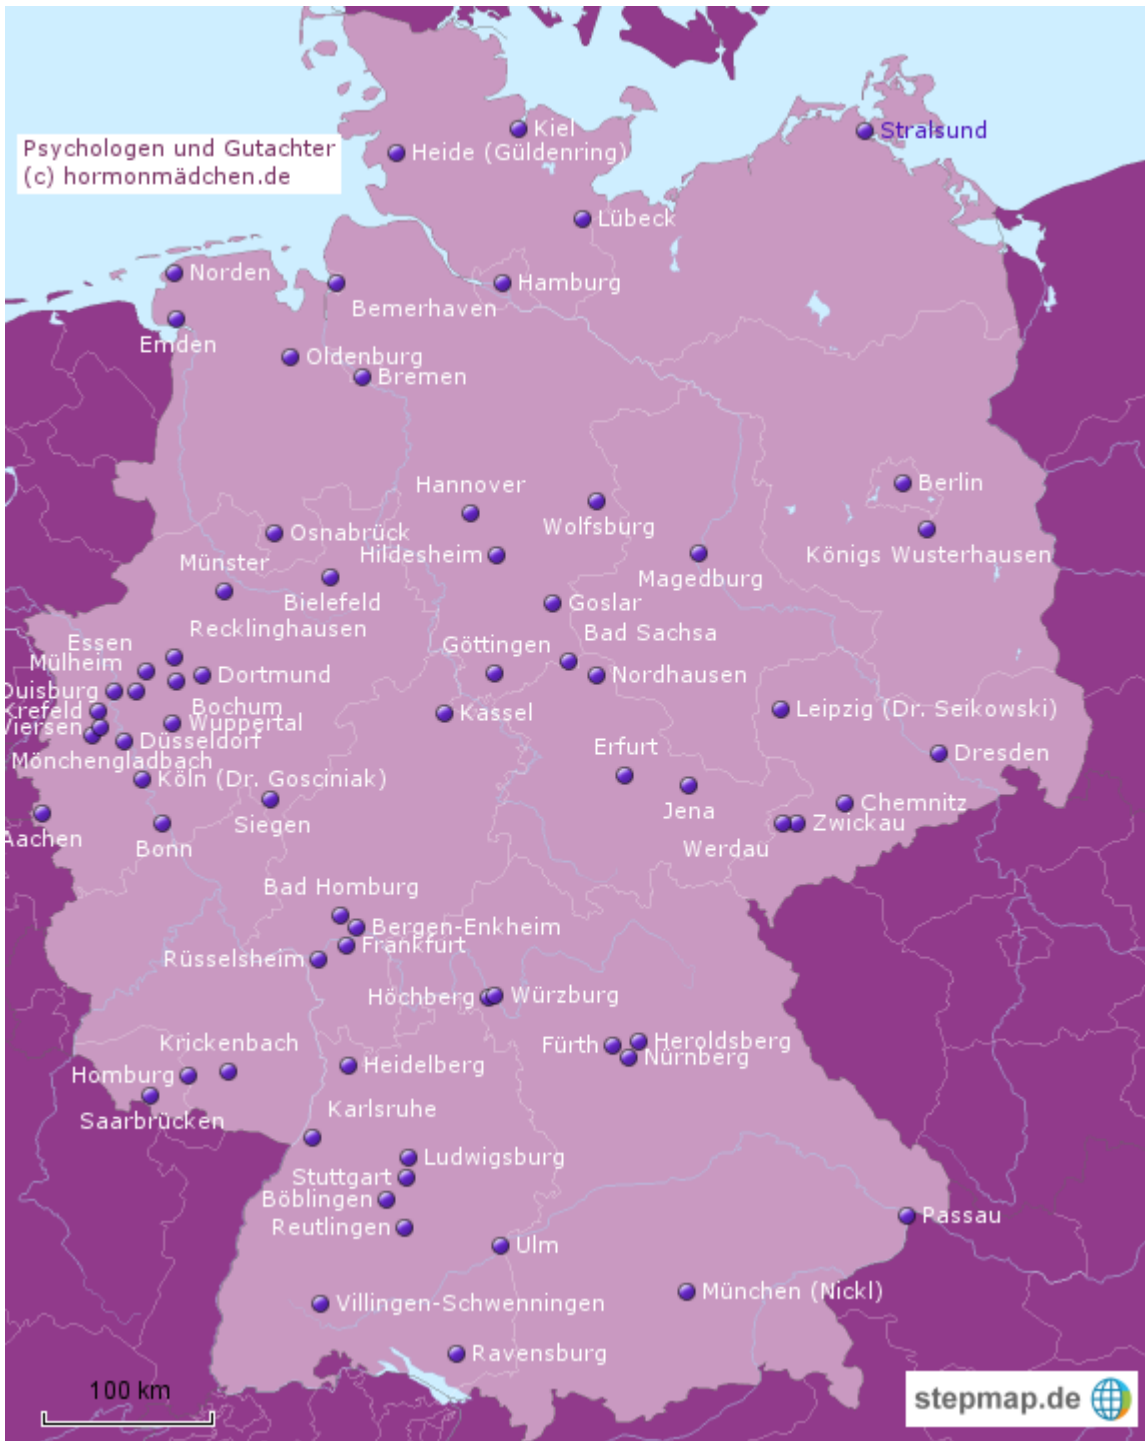 Kiel
Stralsund
Psychologen und Gutachter
(c) hormonmädchen.de
Heide (Güldenring)
Lübeck
Norden
Hamburg
Bemerhaven
Emden
Oldenburg
Bremen
Hannover
Berlin
Wolfsburg
Osnabrück
Hildesheim
Königs Wusterhausen
Münster
Magedburg
Bielefeld
Goslar
Recklinghausen
Bad Sachsa
Essen
Göttingen
Mülheim
Dortmund
Nordhausen
Duisburg
Bochum
Krefeld
Kassel
Leipzig (Dr. Seikowski)
Viersen
Wuppertal
Düsseldorf
Erfurt
Dresden
Mönchengladbach
Köln (Dr. Gosciniak)
Jena
Chemnitz
Siegen
Zwickau
Aachen
Bonn
Werdau
Bad Homburg
Bergen-Enkheim
Frankfurt
Rüsselsheim
Höchberg
Würzburg
Krickenbach
Fürth
Heroldsberg
Nürnberg
Heidelberg
Homburg
Karlsruhe
Saarbrücken
Ludwigsburg
Stuttgart
Böblingen
Passau
Reutlingen
Ulm
München (Nickl)
Villingen-Schwenningen
Ravensburg
100 km
stepmap.de